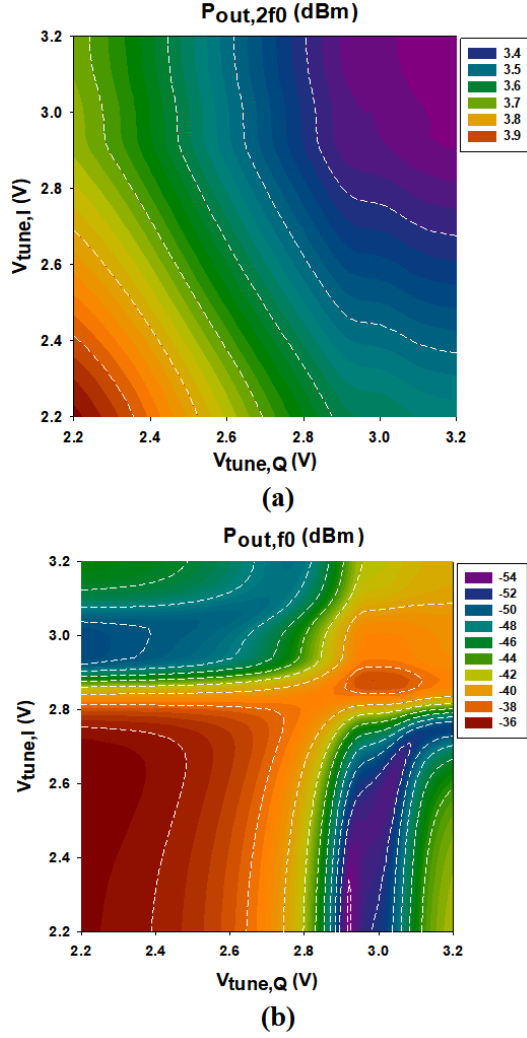 Pout,2f0 (dBm)
3.2
3.0
2.8
2.6
2.4
2.2
Vtune,I (V)
2.2 2.4 2.6 2.8 3.0 3.2
Vtune,Q (V)
3.4
3.5
3.6
3.7
3.8
3.9
(a)
Pout,f0 (dBm)
3.2
3.0
2.8
2.6
2.4
2.2
Vtune,I (V)
2.2 2.4 2.6 2.8 3.0 3.2
Vtune,Q (V)
-54
-52
-50
-48
-46
-44
-42
-40
-38
-36
(b)